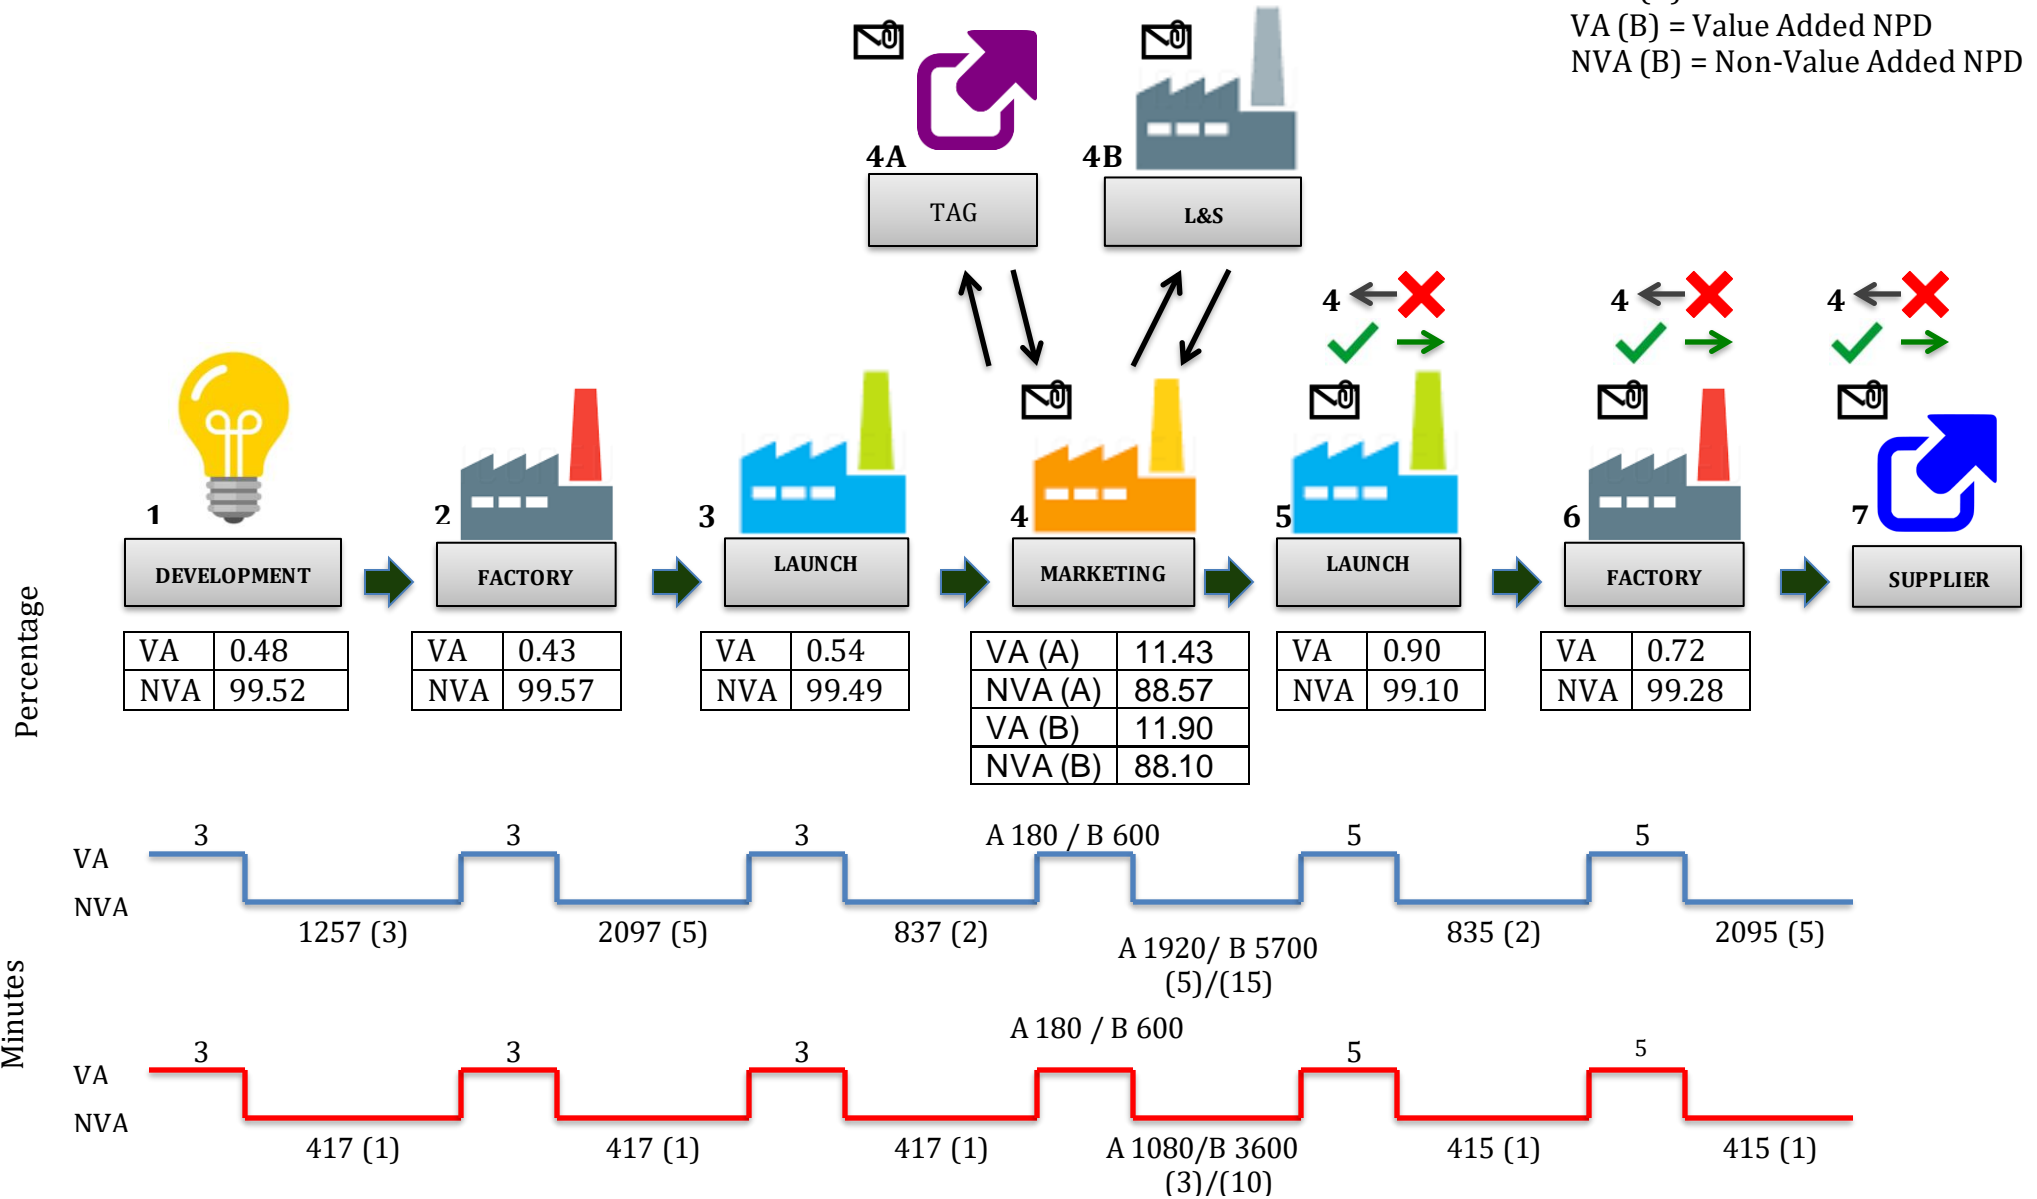 VA (B) = Value Added NPD
NVA (B) = Non-Value Added NPD
4A
4B
TAG
L&S
4
4
4
1
2
3
4
5
6
7
DEVELOPMENT
FACTORY
LAUNCH
MARKETING
LAUNCH
FACTORY
SUPPLIER
Percentage
VA 0.48
NVA 99.52
VA 0.43
NVA 99.57
VA 0.54
NVA 99.49
VA (A) 11.43
NVA (A) 88.57
VA (B) 11.90
NVA (B) 88.10
VA 0.90
NVA 99.10
VA 0.72
NVA 99.28
Minutes
VA
3 3 3 A 180 / B 600 5 5
NVA
1257 (3) 2097 (5) 837 (2) A 1920/ B 5700 835 (2) 2095 (5)
(5)/(15)
A 180 / B 600
VA
3 3 3 5 5
NVA
417 (1) 417 (1) 417 (1) A 1080/B 3600 415 (1) 415 (1)
(3)/(10)